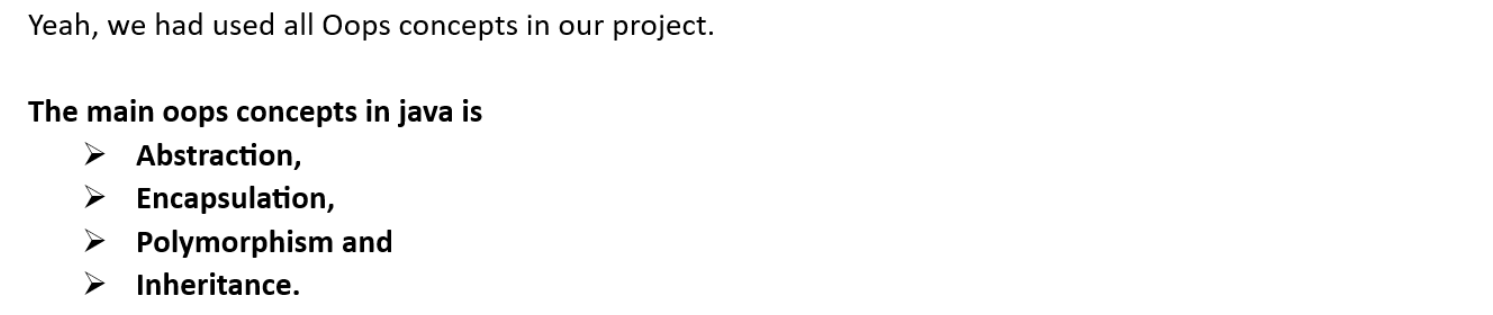 Yeah, we had used all Oops concepts in our project.
The main oops concepts in java is
➢ Abstraction,
➢ Encapsulation,
➢ Polymorphism and
➢ Inheritance.